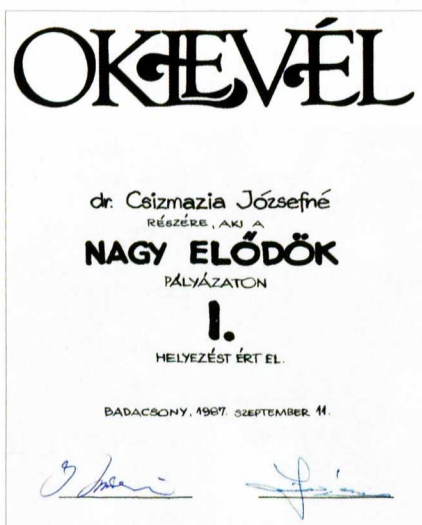 OKLEVÉL
dr. Csizmazia Józsefné
RÉSZÉRE, AKI A
NAGY ELŐDÖK
PÁLYÁZATON
I.
HELYEZÉST ÉRT EL.
BADACSONY, 1987. SZEPTEMBER 11.